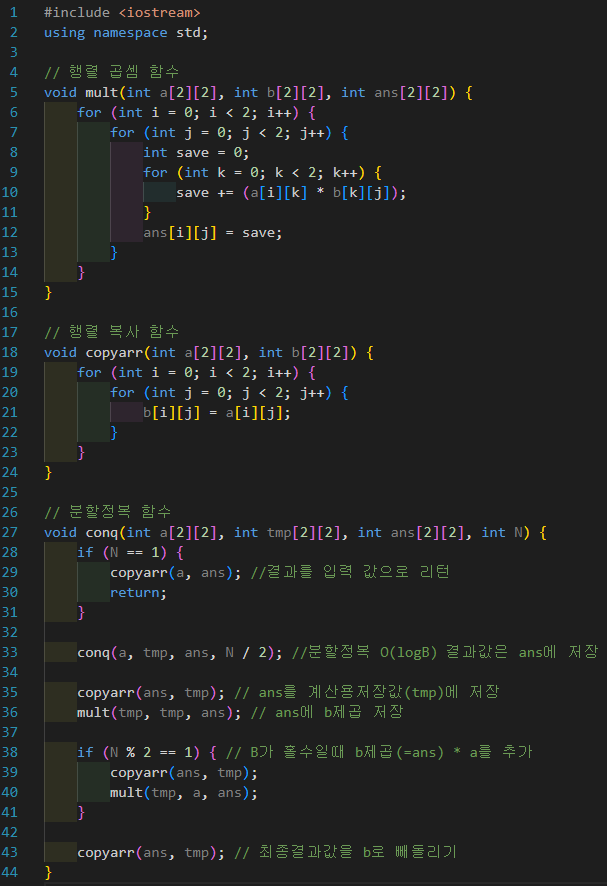 1 #include <iostream>
2 using namespace std;
3
4 // 행렬 곱셈 함수
5 void mult(int a[2][2], int b[2][2], int ans[2][2]) {
6     for (int i = 0; i < 2; i++) {
7         for (int j = 0; j < 2; j++) {
8             int save = 0;
9             for (int k = 0; k < 2; k++) {
10                 save += (a[i][k] * b[k][j]);
11             }
12             ans[i][j] = save;
13         }
14     }
15 }
16
17 // 행렬 복사 함수
18 void copyarr(int a[2][2], int b[2][2]) {
19     for (int i = 0; i < 2; i++) {
20         for (int j = 0; j < 2; j++) {
21             b[i][j] = a[i][j];
22         }
23     }
24 }
25
26 // 분할정복 함수
27 void conq(int a[2][2], int tmp[2][2], int ans[2][2], int N) {
28     if (N == 1) {
29         copyarr(a, ans); //결과를 입력 값으로 리턴
30         return;
31     }
32
33     conq(a, tmp, ans, N / 2); //분할정복 O(logB) 결과값은 ans에 저장
34
35     copyarr(ans, tmp); // ans를 계산용저장값(tmp)에 저장
36     mult(tmp, tmp, ans); // ans에 b제곱 저장
37
38     if (N % 2 == 1) { // B가 홀수일때 b제곱(=ans) * a를 추가
39         copyarr(ans, tmp);
40         mult(tmp, a, ans);
41     }
42
43     copyarr(ans, tmp); // 최종결과값을 b로 빼돌리기
44 }